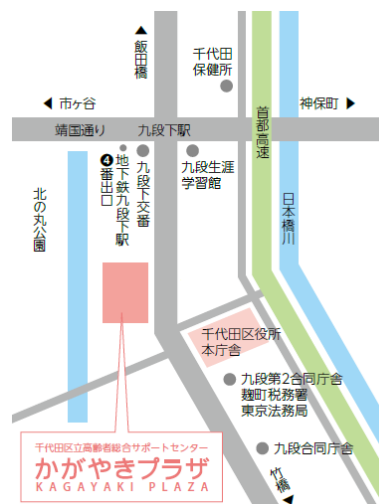 ▲飯田橋
千代田
保健所
◀ 市ヶ谷
神保町 ▶
靖国通り
九段下駅
首都高速
❹番出口
地下鉄九段下駅
九段下交番
九段生涯
学習館
日本橋川
北の丸公園
千代田区役所
本庁舎
九段第2合同庁舎
麹町税務署
東京法務局
九段合同庁舎
竹橋▼
千代田区立高齢者総合サポートセンター
かがやきプラザ
KAGAYAKI PLAZA